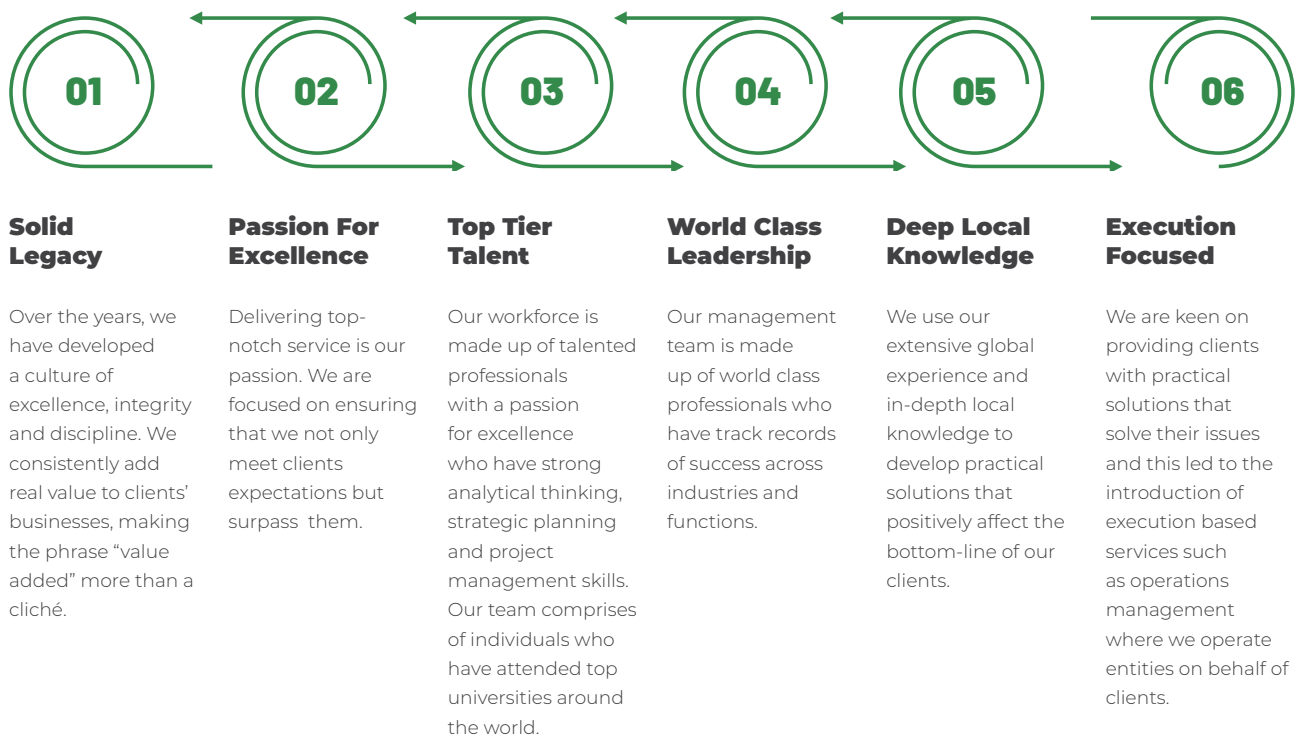 01
02
03
04
05
06
Solid
Legacy
Over the years, we
have developed
a culture of
excellence, integrity
and discipline. We
consistently add
real value to clients’
businesses, making
the phrase “value
added” more than a
cliché.
Passion For
Excellence
Delivering top-
notch service is our
passion. We are
focused on ensuring
that we not only
meet clients
expectations but
surpass  them.
Top Tier
Talent
Our workforce is
made up of talented
professionals
with a passion
for excellence
who have strong
analytical thinking,
strategic planning
and project
management skills.
Our team comprises
of individuals who
have attended top
universities around
the world.
World Class
Leadership
Our management
team is made
up of world class
professionals who
have track records
of success across
industries and
functions.
Deep Local
Knowledge
We use our
extensive global
experience and
in-depth local
knowledge to
develop practical
solutions that
positively affect the
bottom-line of our
clients.
Execution
Focused
We are keen on
providing clients
with practical
solutions that
solve their issues
and this led to the
introduction of
execution based
services such
as operations
management
where we operate
entities on behalf of
clients.